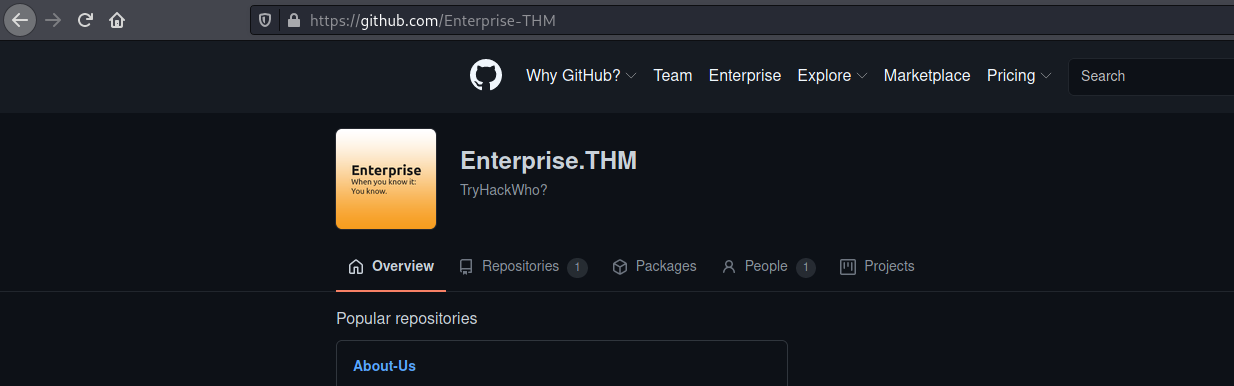 https://github.com/Enterprise-THM
Why GitHub? Team Enterprise Explore Marketplace Pricing Search
Enterprise
When you know it:
You know.
Enterprise.THM
TryHackWho?
Overview Repositories 1 Packages People 1 Projects
Popular repositories
About-Us